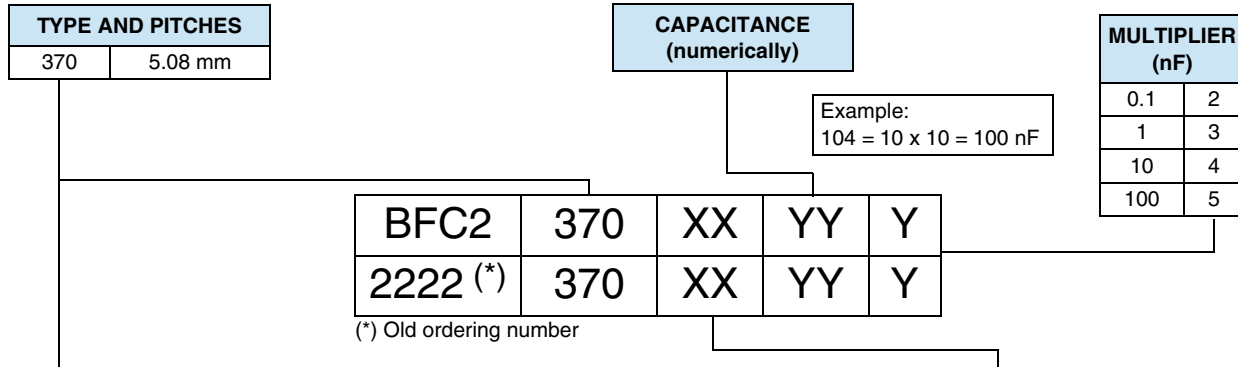 TYPE AND PITCHES
370 5.08 mm
CAPACITANCE
(numerically)
MULTIPLIER
(nF)
0.1 2
1 3
10 4
100 5
Example:
104 = 10 x 10 = 100 nF
BFC2 370 XX YY Y
2222 (*) 370 XX YY Y
(*) Old ordering number